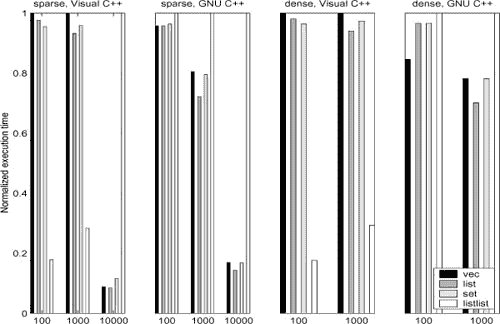 sparse, Visual C++
sparse, GNU C++
dense, Visual C++
dense, GNU C++
Normalized execution time
1
0.8
0.6
0.4
0.2
0
100 1000 10000
100 1000 10000
100 1000
100 1000
vec
list
set
listlist